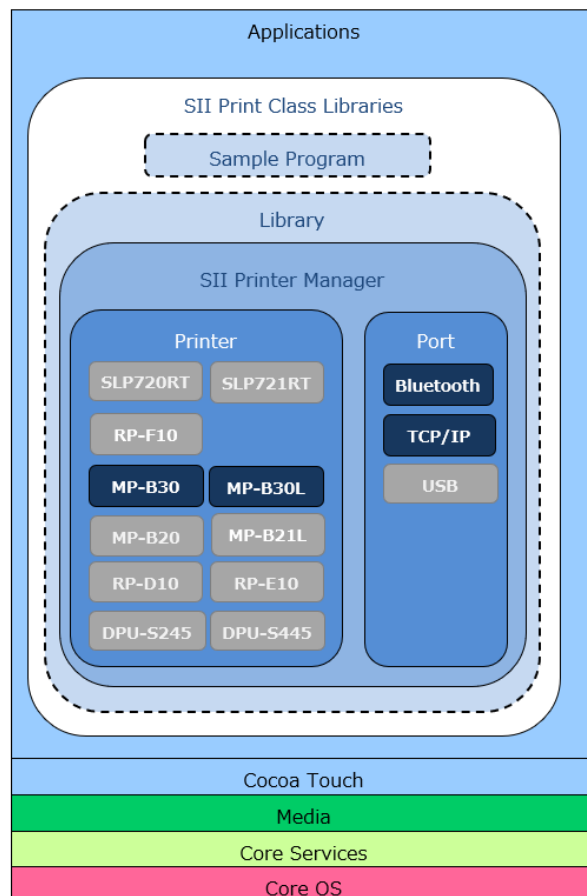 Applications
SII Print Class Libraries
Sample Program
Library
SII Printer Manager
Printer
SLP720RT
SLP721RT
RP-F10
MP-B30
MP-B30L
MP-B20
MP-B21L
RP-D10
RP-E10
DPU-S245
DPU-S445
Port
Bluetooth
TCP/IP
USB
Cocoa Touch
Media
Core Services
Core OS